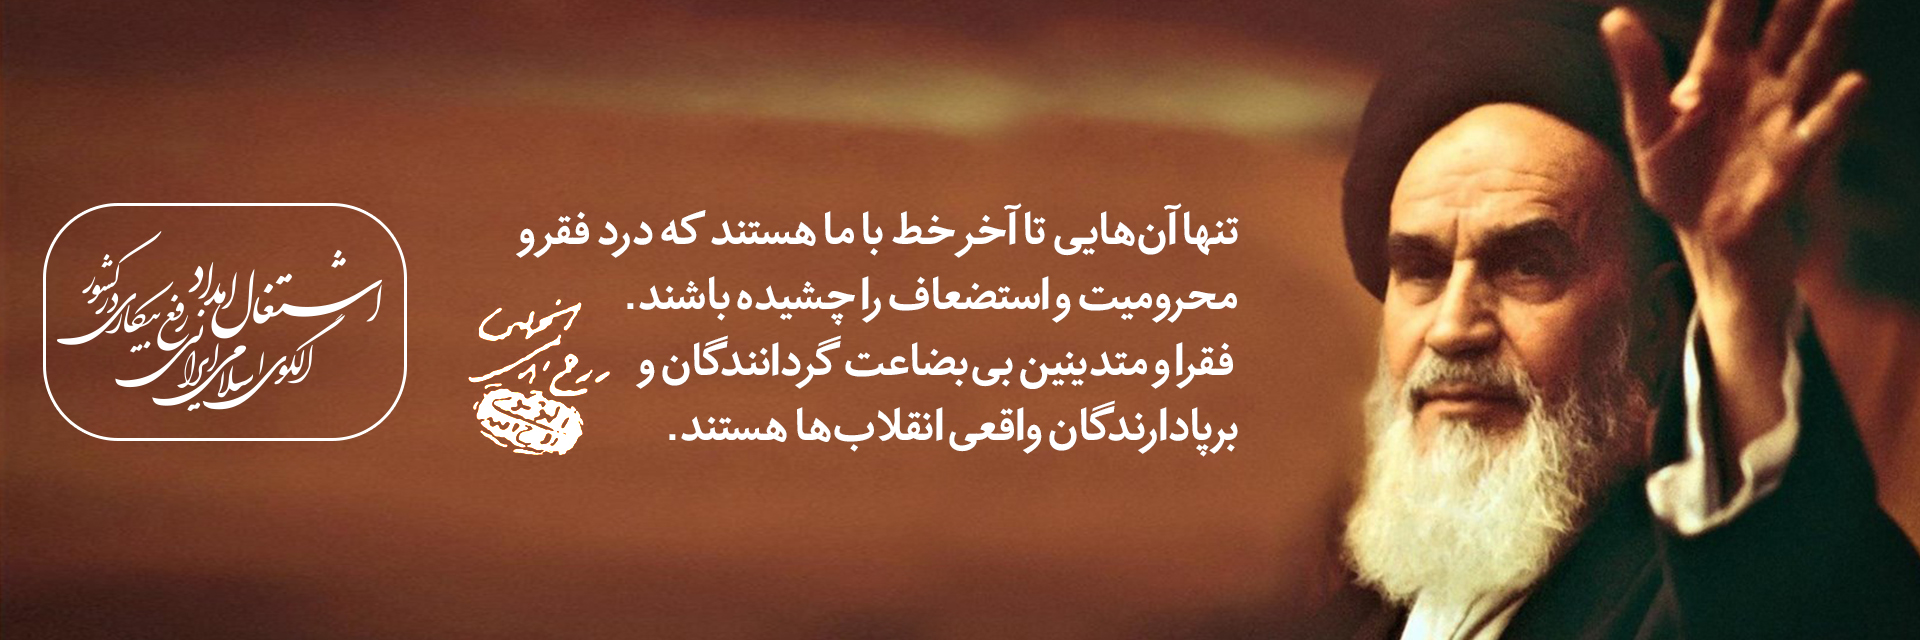 تنها آن‌هایی تا آخر خط با ما هستند که درد فقر و
محرومیت و استضعاف را چشیده باشند.
فقرا و متدینین بی‌بضاعت گردانندگان و
برپادارندگان واقعی انقلاب‌ها هستند.
اشتغال امداد
الگوی اسلامی ایرانی رفع بیکاری در کشور